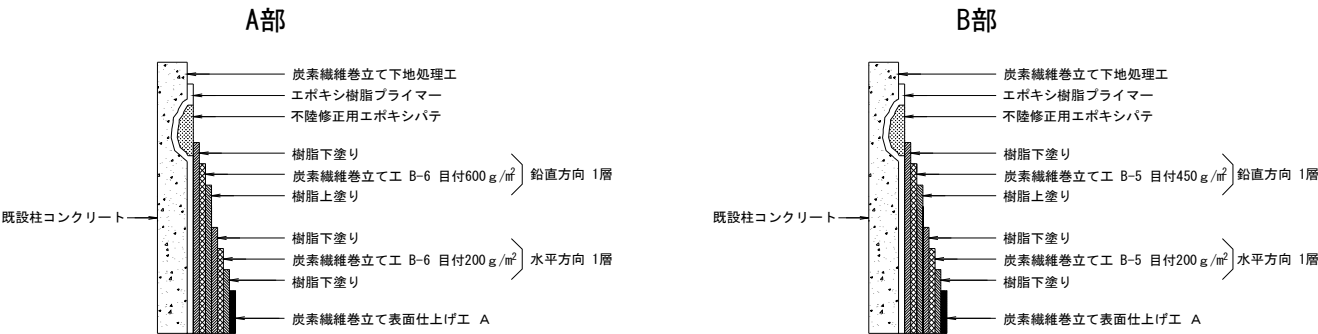 A部
炭素繊維巻立て下地処理工
エポキシ樹脂プライマー
不陸修正用エポキシパテ
樹脂下塗り
炭素繊維巻立て工 B-6 目付600g/㎡ 鉛直方向 1層
樹脂上塗り
既設柱コンクリート
樹脂下塗り
炭素繊維巻立て工 B-6 目付200g/㎡ 水平方向 1層
樹脂下塗り
炭素繊維巻立て表面仕上げ工 A
B部
炭素繊維巻立て下地処理工
エポキシ樹脂プライマー
不陸修正用エポキシパテ
樹脂下塗り
炭素繊維巻立て工 B-5 目付450g/㎡ 鉛直方向 1層
樹脂上塗り
既設柱コンクリート
樹脂下塗り
炭素繊維巻立て工 B-5 目付200g/㎡ 水平方向 1層
樹脂下塗り
炭素繊維巻立て表面仕上げ工 A